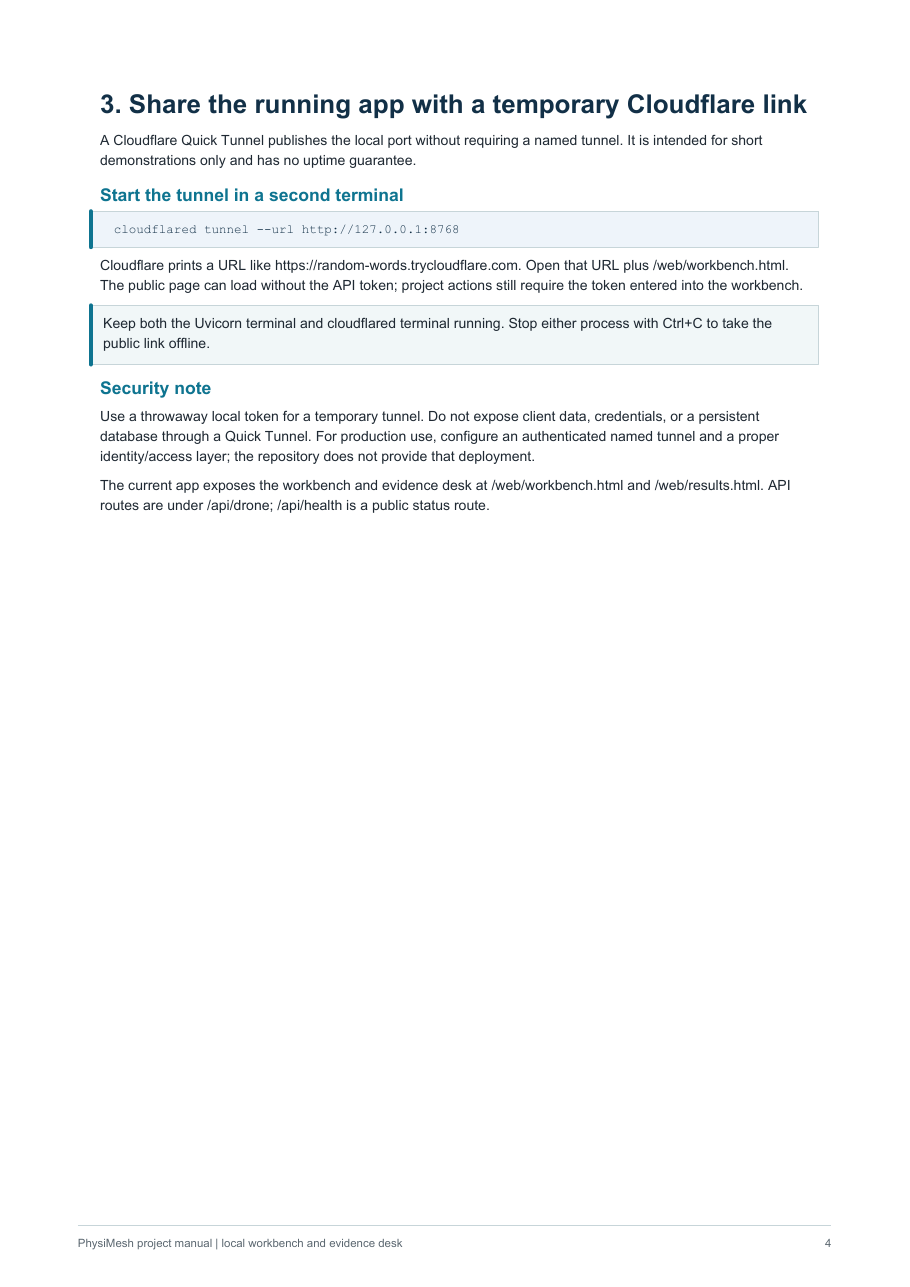 3. Share the running app with a temporary Cloudflare link
A Cloudflare Quick Tunnel publishes the local port without requiring a named tunnel. It is intended for short
demonstrations only and has no uptime guarantee.
Start the tunnel in a second terminal
cloudflared tunnel --url http://127.0.0.1:8768
Cloudflare prints a URL like https://random-words.trycloudflare.com. Open that URL plus /web/workbench.html.
The public page can load without the API token; project actions still require the token entered into the workbench.
Keep both the Uvicorn terminal and cloudflared terminal running. Stop either process with Ctrl+C to take the
public link offline.
Security note
Use a throwaway local token for a temporary tunnel. Do not expose client data, credentials, or a persistent
database through a Quick Tunnel. For production use, configure an authenticated named tunnel and a proper
identity/access layer; the repository does not provide that deployment.
The current app exposes the workbench and evidence desk at /web/workbench.html and /web/results.html. API
routes are under /api/drone; /api/health is a public status route.
PhysiMesh project manual | local workbench and evidence desk 4